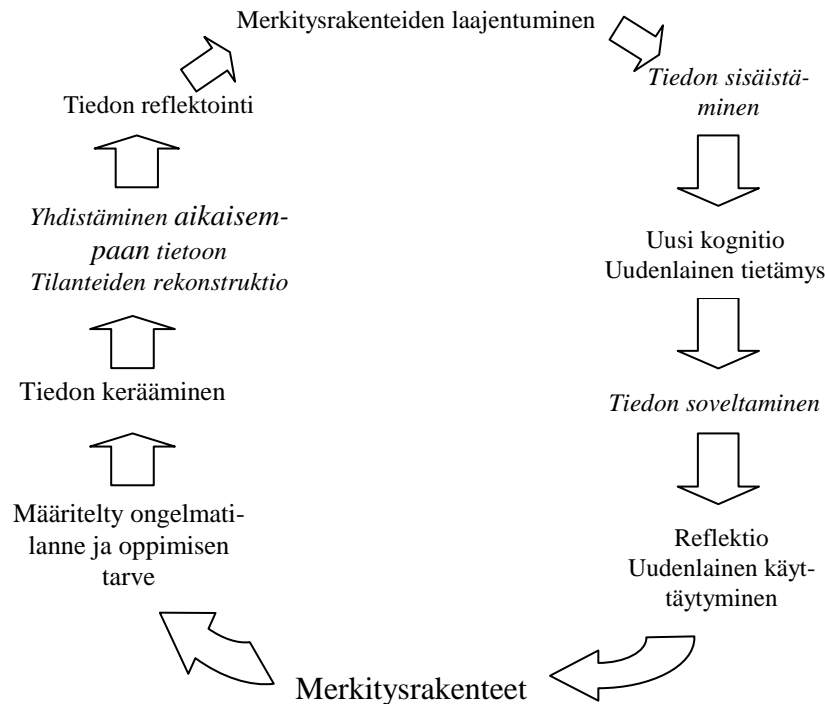 Merkitysrakenteiden laajentuminen
Tiedon sisäistä-
minen
Tiedon reflektointi
Yhdistäminen aikaisem-
paan tietoon
Tilanteiden rekonstruktio
Uusi kognitio
Uudenlainen tietämys
Tiedon kerääminen
Tiedon soveltaminen
Määritelty ongelmati-
lanne ja oppimisen
tarve
Reflektio
Uudenlainen käyt-
täytyminen
Merkitysrakenteet